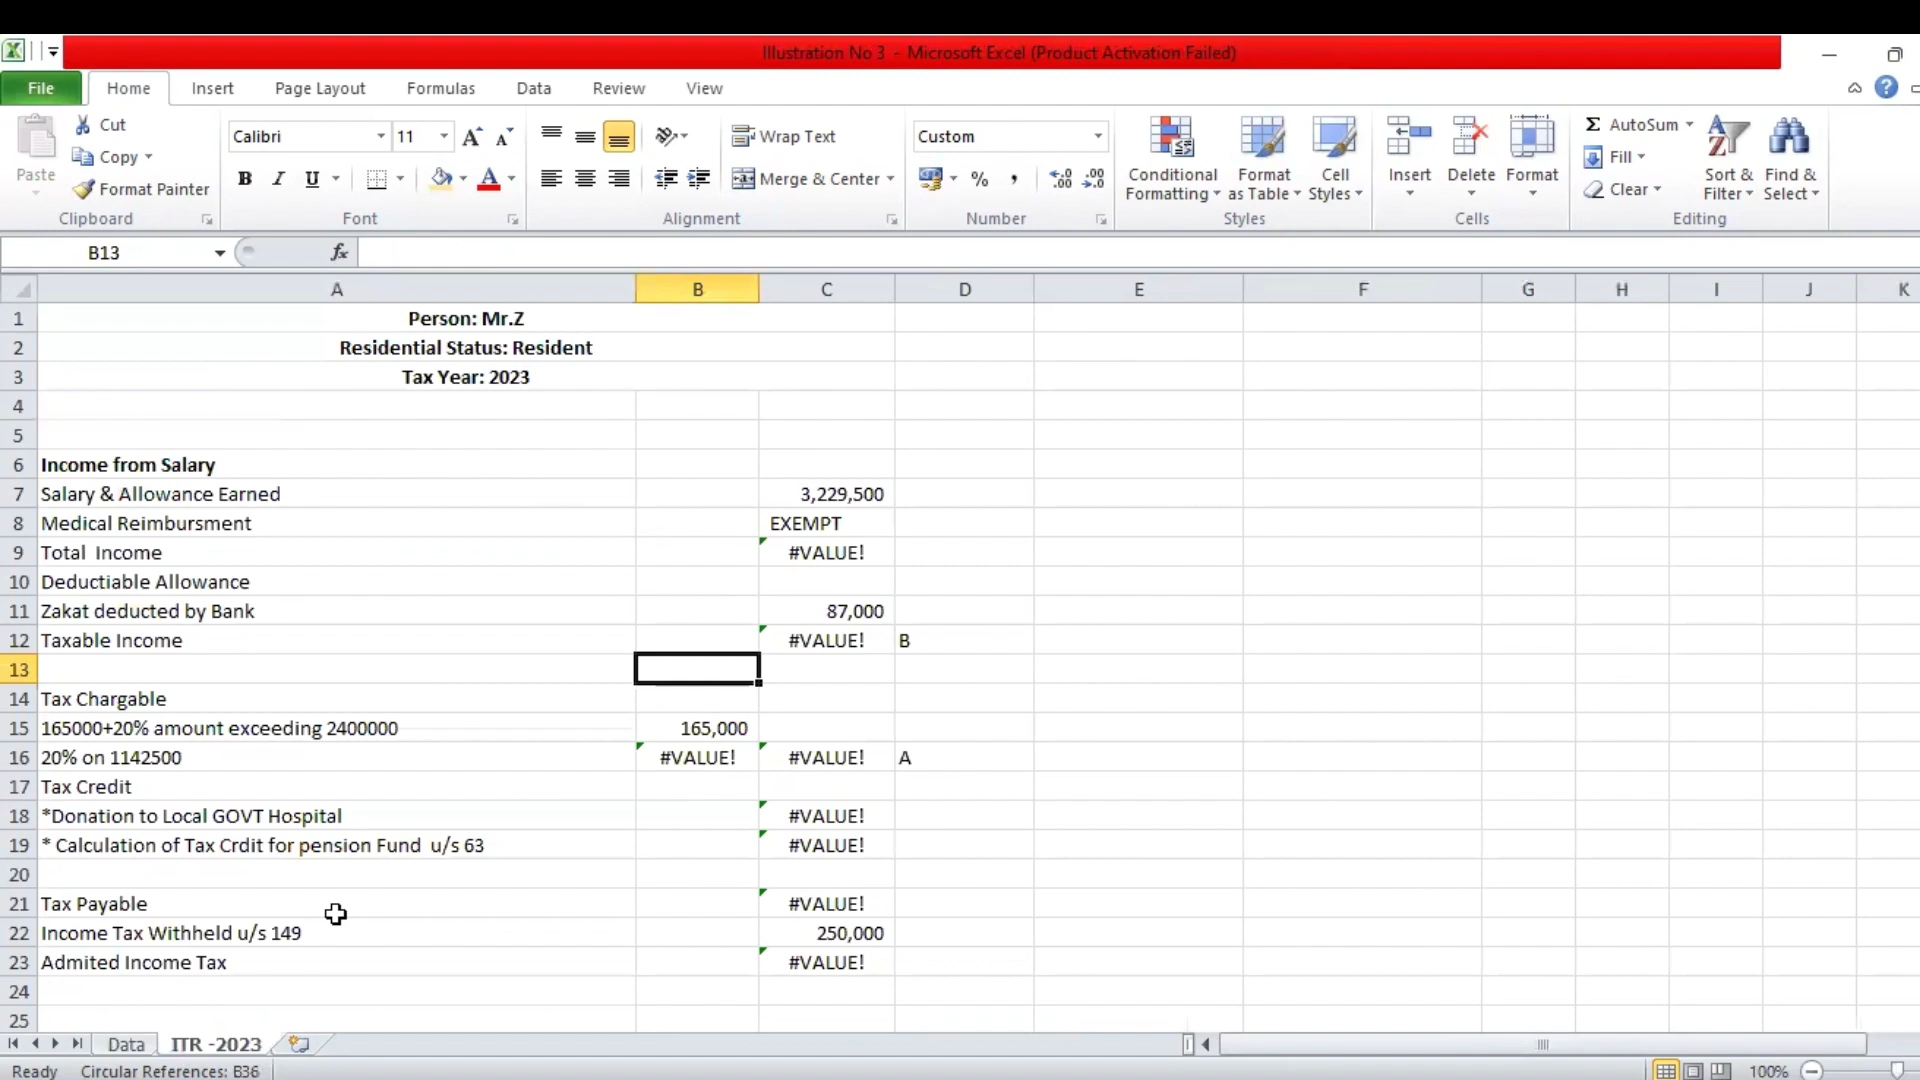 Illustration No 3 - Microsoft Excel (Product Activation Failed)
File Home Insert Page Layout Formulas Data Review View
Paste
Cut
Copy
Format Painter
Clipboard
Calibri 11
B I U
Font
Wrap Text
Merge & Center
Alignment
Custom
% ,
Number
Conditional Formatting
Format as Table
Cell Styles
Styles
Insert Delete Format
Cells
Σ AutoSum
Fill
Clear
Sort & Filter
Find & Select
Editing
B13 fx
A B C D E F G H I J K
1 Person: Mr.Z
2 Residential Status: Resident
3 Tax Year: 2023
4
5
6 Income from Salary
7 Salary & Allowance Earned 3,229,500
8 Medical Reimbursment EXEMPT
9 Total Income #VALUE!
10 Deductiable Allowance
11 Zakat deducted by Bank 87,000
12 Taxable Income #VALUE! B
13
14 Tax Chargable
15 165000+20% amount exceeding 2400000 165,000
16 20% on 1142500 #VALUE! #VALUE! A
17 Tax Credit
18 *Donation to Local GOVT Hospital #VALUE!
19 * Calculation of Tax Crdit for pension Fund u/s 63 #VALUE!
20
21 Tax Payable #VALUE!
22 Income Tax Withheld u/s 149 250,000
23 Admited Income Tax #VALUE!
24
25
Data ITR -2023
Ready Circular References: B36 100%